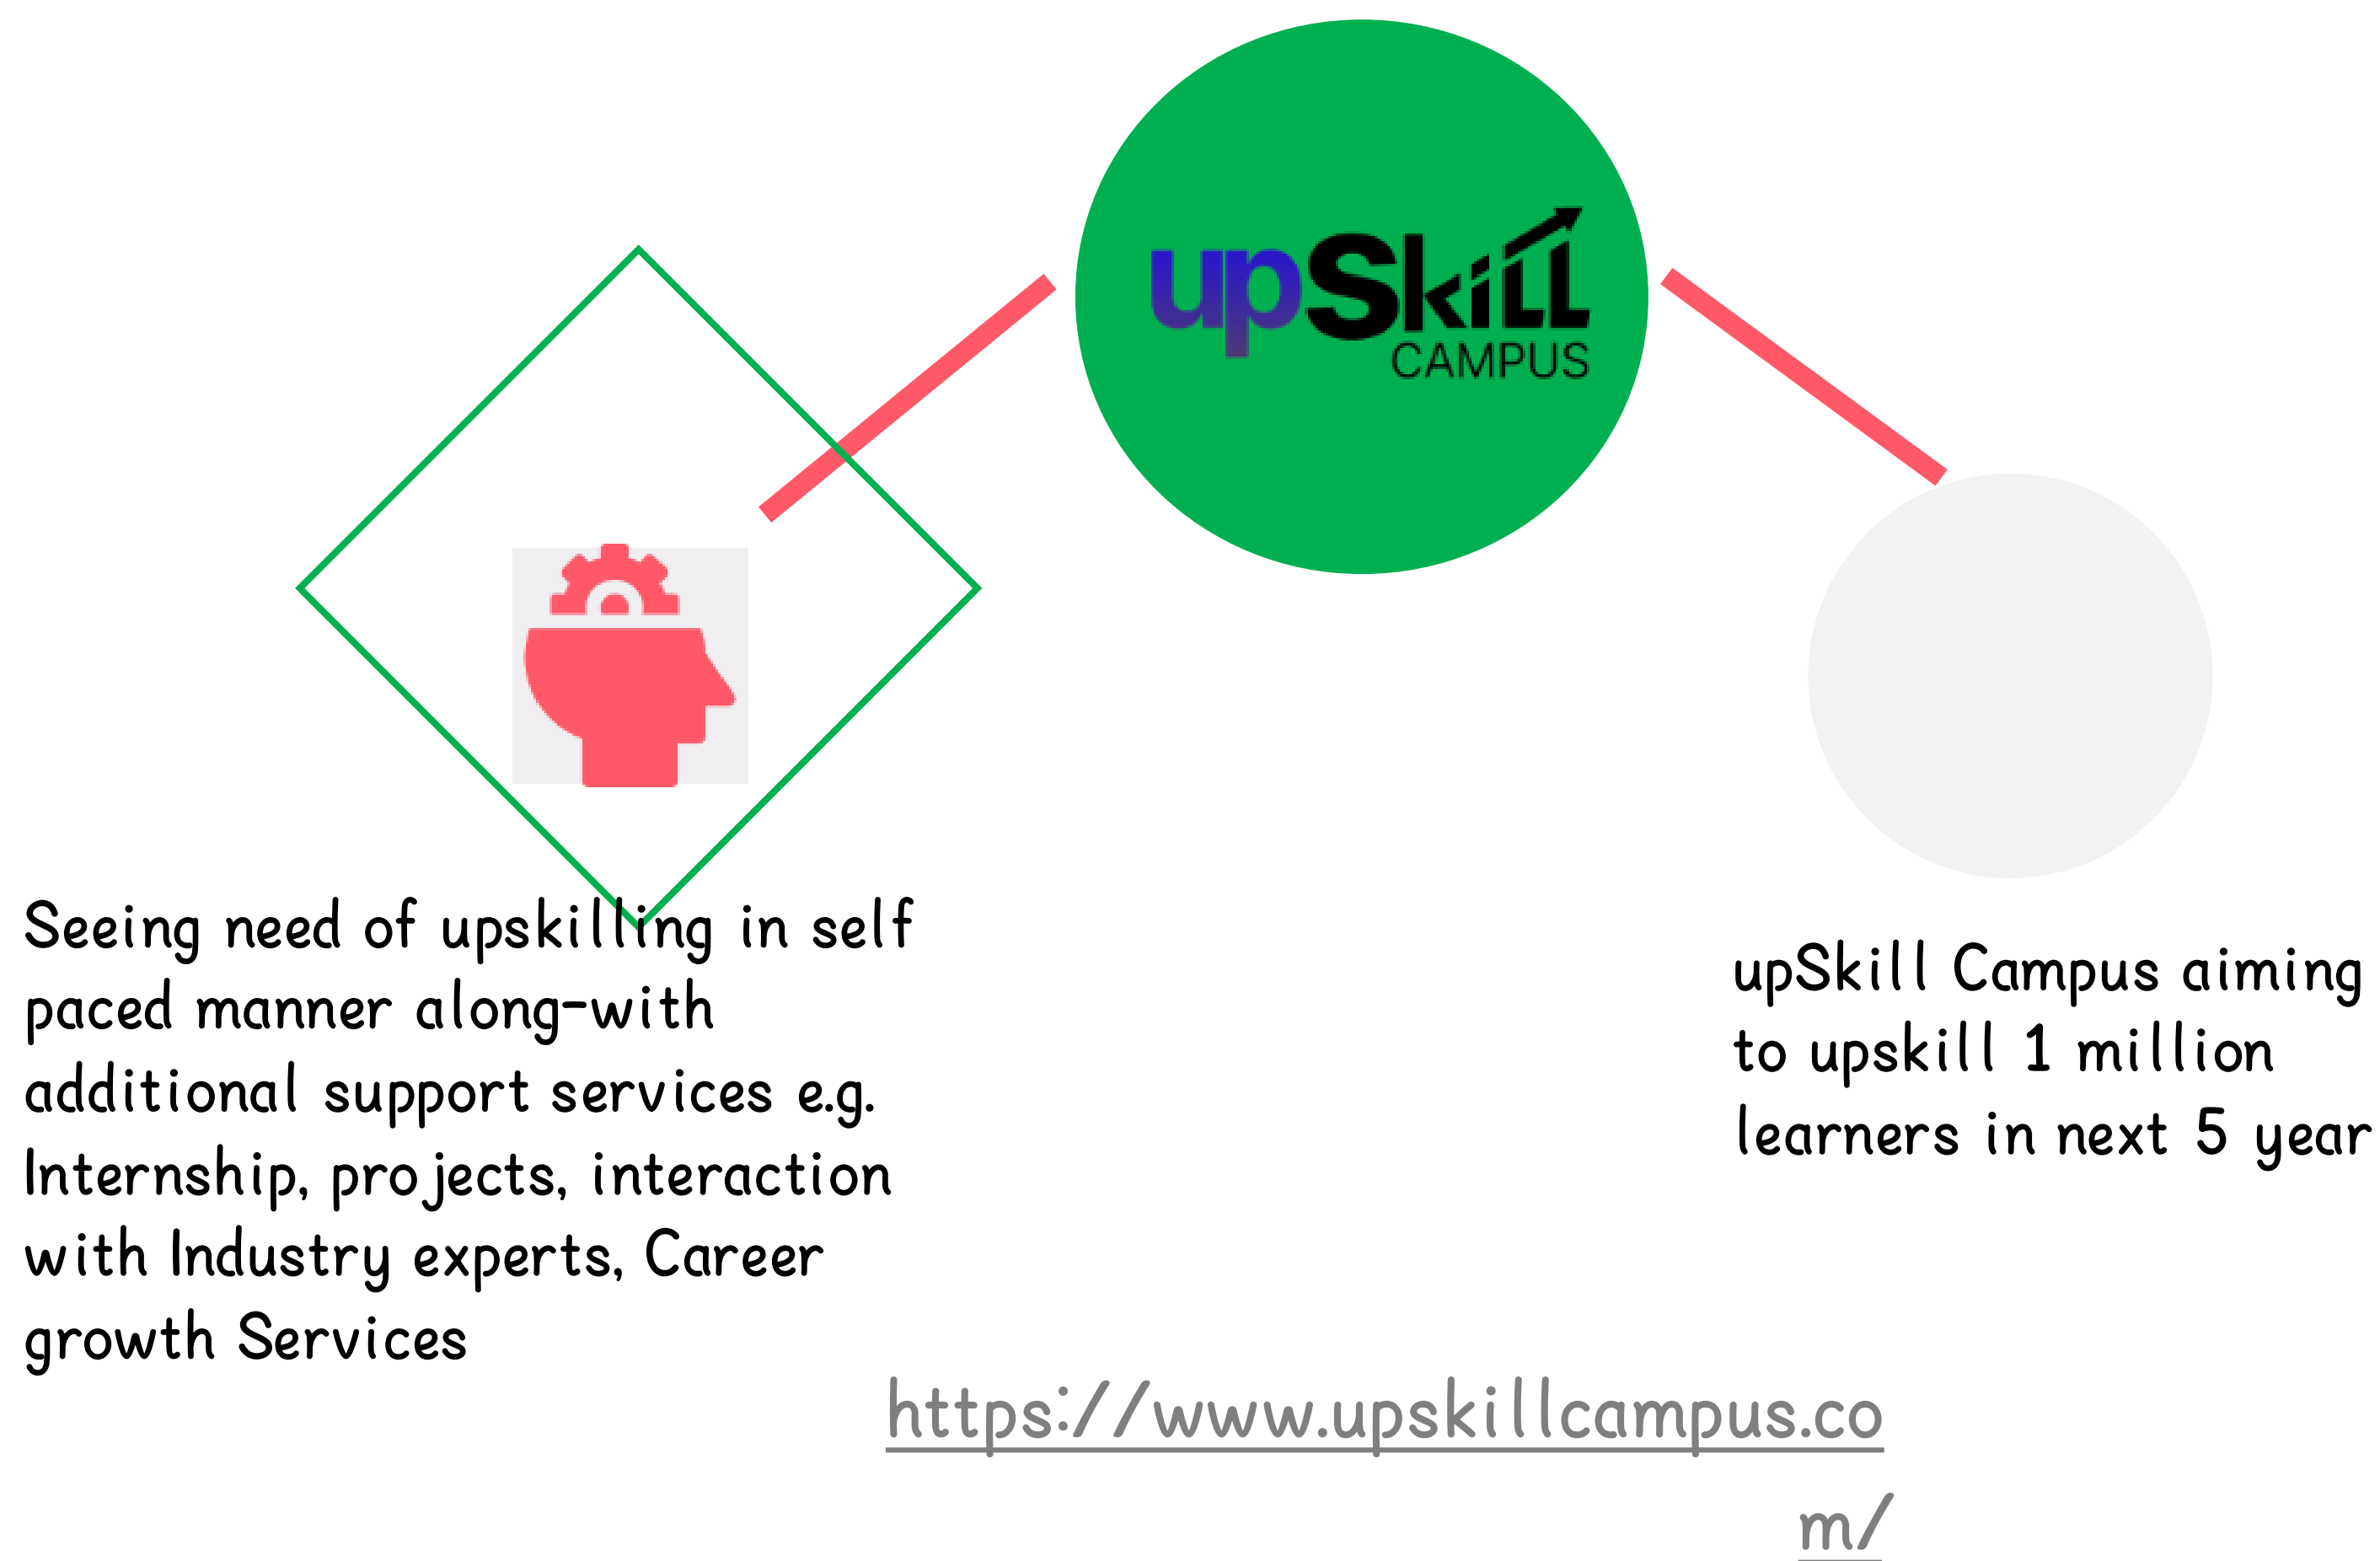 upSkill
CAMPUS
Seeing need of upskilling in self
paced manner along-with
additional support services e.g.
Internship, projects, interaction
with Industry experts, Career
growth Services
upSkill Campus aiming
to upskill 1 million
learners in next 5 year
https://www.upskillcampus.co
m/